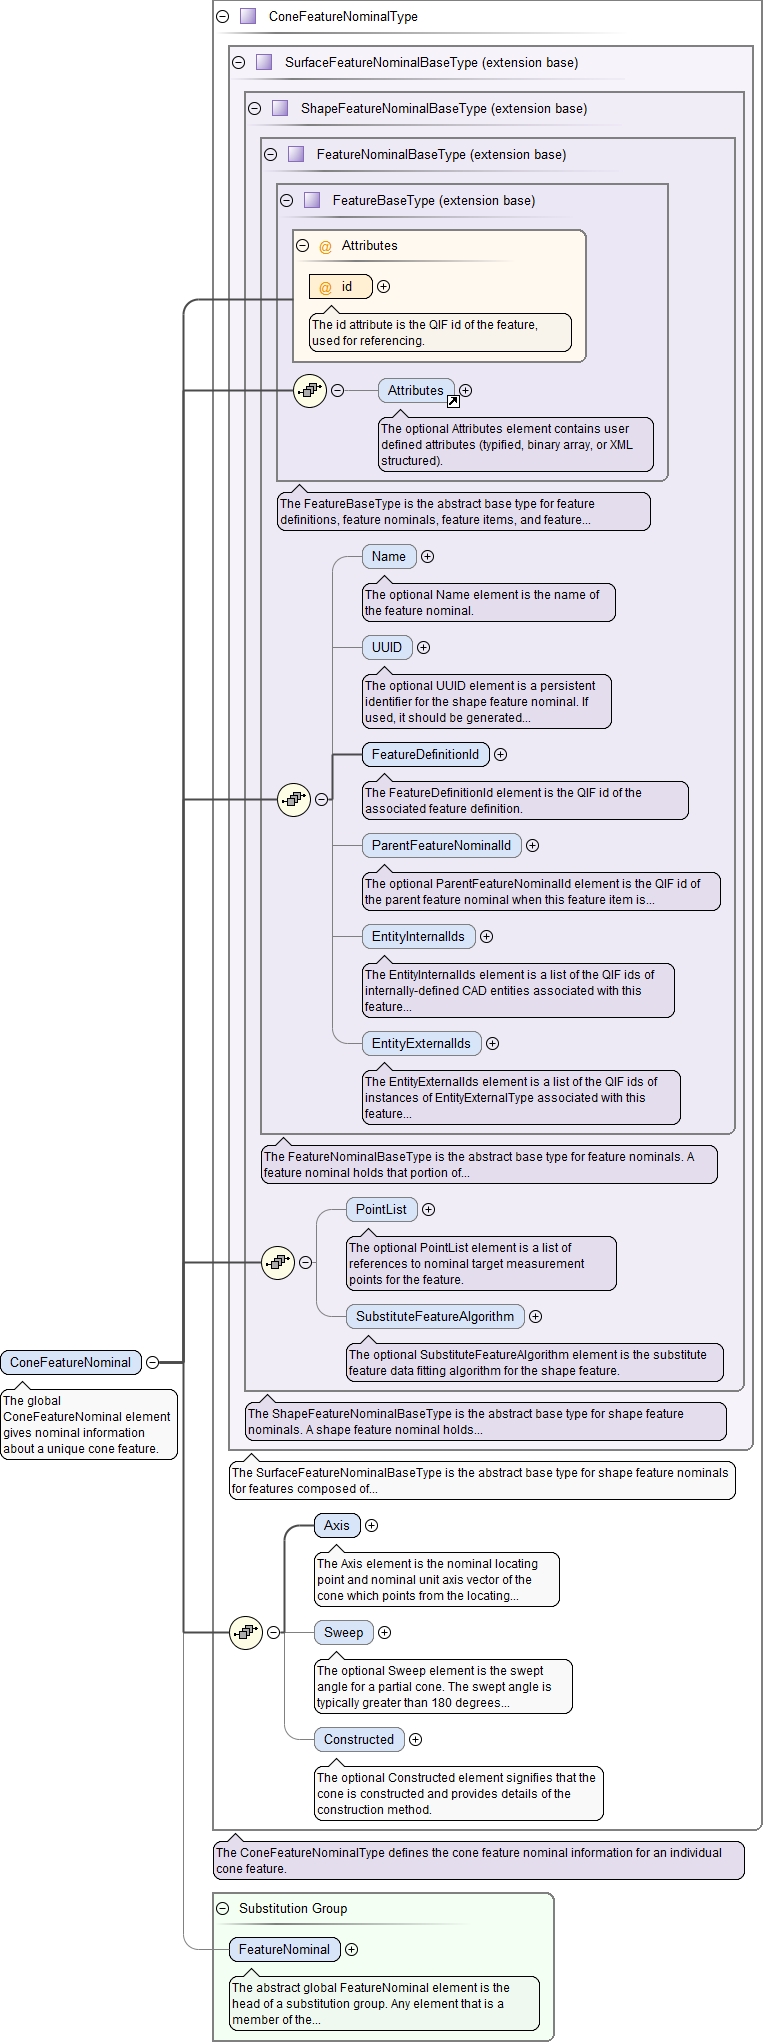 ConeFeatureNominalType
SurfaceFeatureNominalBaseType (extension base)
ShapeFeatureNominalBaseType (extension base)
FeatureNominalBaseType (extension base)
FeatureBaseType (extension base)
@ Attributes
@ id
The id attribute is the QIF id of the feature,
used for referencing.
Attributes
The optional Attributes element contains user
defined attributes (typified, binary array, or XML
structured).
The FeatureBaseType is the abstract base type for feature
definitions, feature nominals, feature items, and feature...
Name
The optional Name element is the name of
the feature nominal.
UUID
The optional UUID element is a persistent
identifier for the shape feature nominal. If
used, it should be generated...
FeatureDefinitionId
The FeatureDefinitionId element is the QIF id of the
associated feature definition.
ParentFeatureNominalId
The optional ParentFeatureNominalId element is the QIF id of
the parent feature nominal when this feature item is...
EntityInternalIds
The EntityInternalIds element is a list of the QIF ids of
internally-defined CAD entities associated with this
feature...
EntityExternalIds
The EntityExternalIds element is a list of the QIF ids of
instances of EntityExternalType associated with this
feature...
The FeatureNominalBaseType is the abstract base type for feature nominals. A
feature nominal holds that portion of...
PointList
The optional PointList element is a list of
references to nominal target measurement
points for the feature.
SubstituteFeatureAlgorithm
The optional SubstituteFeatureAlgorithm element is the substitute
feature data fitting algorithm for the shape feature.
ConeFeatureNominal
The global
ConeFeatureNominal element
gives nominal information
about a unique cone feature.
The ShapeFeatureNominalBaseType is the abstract base type for shape feature
nominals. A shape feature nominal holds...
The SurfaceFeatureNominalBaseType is the abstract base type for shape feature nominals
for features composed of...
Axis
The Axis element is the nominal locating
point and nominal unit axis vector of the
cone which points from the locating...
Sweep
The optional Sweep element is the swept
angle for a partial cone. The swept angle is
typically greater than 180 degrees...
Constructed
The optional Constructed element signifies that the
cone is constructed and provides details of the
construction method.
The ConeFeatureNominalType defines the cone feature nominal information for an individual
cone feature.
Substitution Group
FeatureNominal
The abstract global FeatureNominal element is the
head of a substitution group. Any element that is a
member of the...